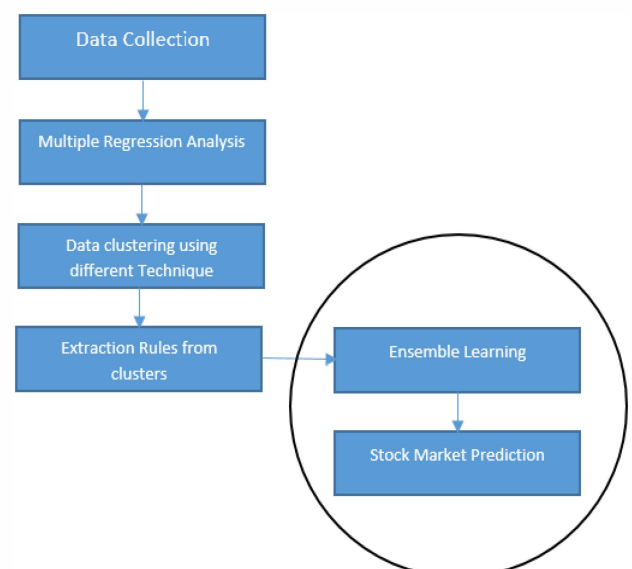 Data Collection
Multiple Regression Analysis
Data clustering using
different Technique
Extraction Rules from
clusters
Ensemble Learning
Stock Market Prediction